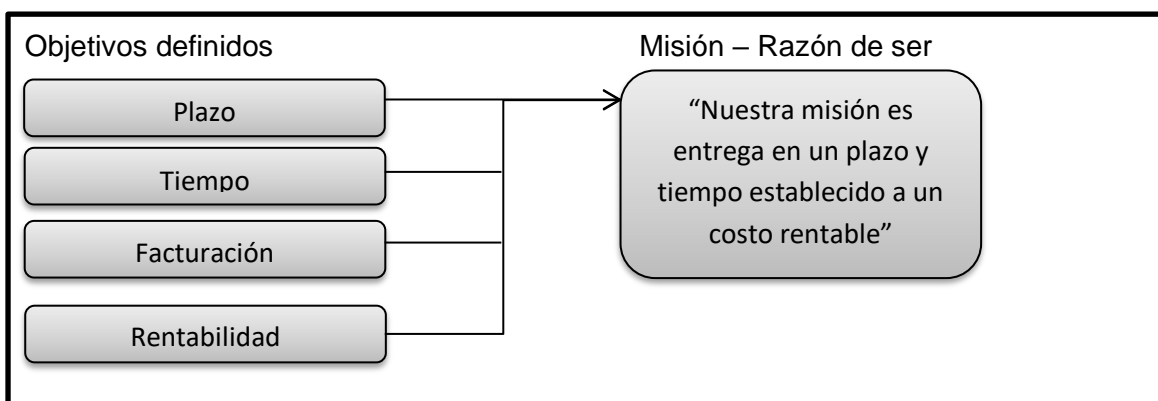 Objetivos definidos
Misión – Razón de ser
Plazo
Tiempo
Facturación
Rentabilidad
“Nuestra misión es
entrega en un plazo y
tiempo establecido a un
costo rentable”